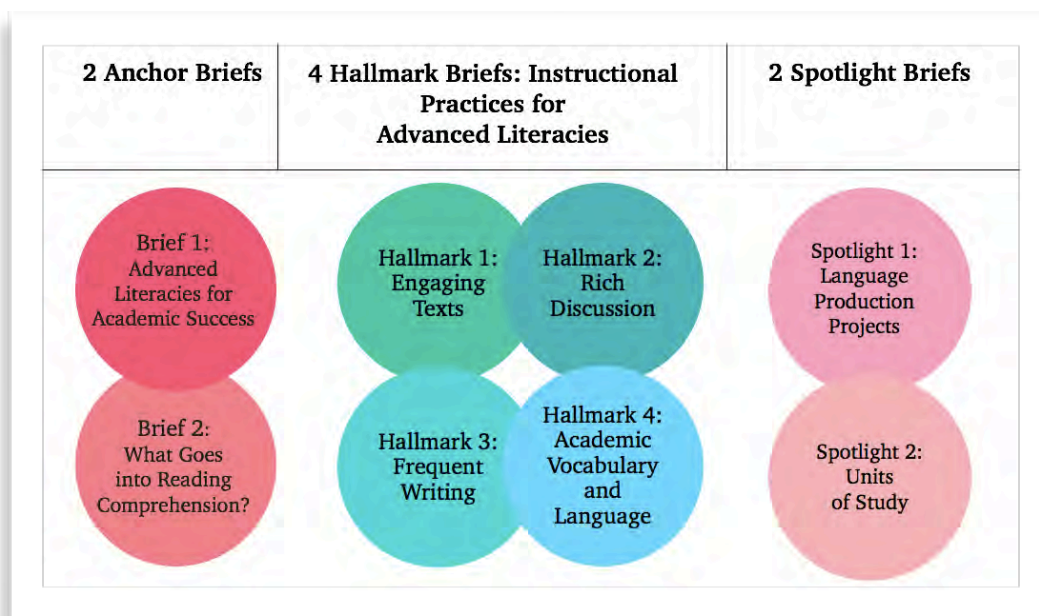 2 Anchor Briefs
4 Hallmark Briefs: Instructional
Practices for
Advanced Literacies
2 Spotlight Briefs
Brief 1:
Advanced
Literacies for
Academic Success
Brief 2:
What Goes
into Reading
Comprehension?
Hallmark 1:
Engaging
Texts
Hallmark 2:
Rich
Discussion
Hallmark 3:
Frequent
Writing
Hallmark 4:
Academic
Vocabulary
and
Language
Spotlight 1:
Language
Production
Projects
Spotlight 2:
Units
of Study